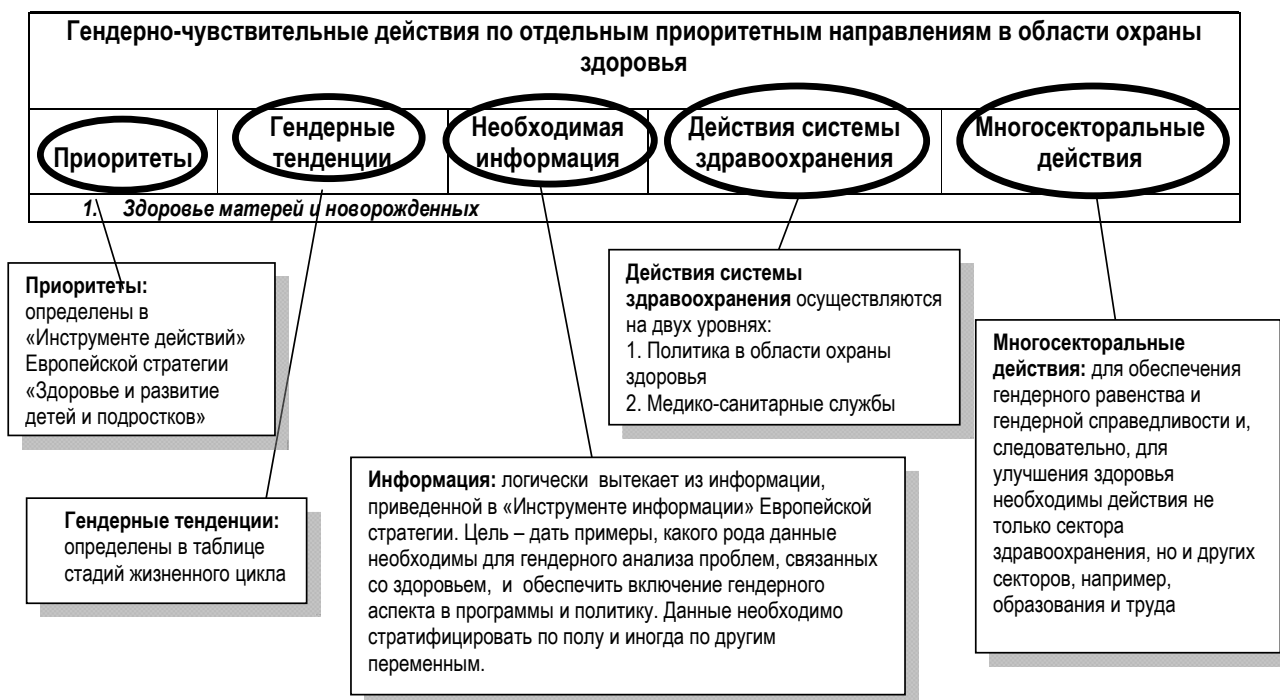 Гендерно-чувствительные действия по отдельным приоритетным направлениям в области охраны
здоровья
Приоритеты
Гендерные
тенденции
Необходимая
информация
Действия системы
здравоохранения
Многосекторальные
действия
1. Здоровье матерей и новорожденных
Приоритеты:
определены в
«Инструменте действий»
Европейской стратегии
«Здоровье и развитие
детей и подростков»
Гендерные тенденции:
определены в таблице
стадий жизненного цикла
Информация: логически вытекает из информации,
приведенной в «Инструменте информации» Европейской
стратегии. Цель – дать примеры, какого рода данные
необходимы для гендерного анализа проблем, связанных
со здоровьем, и обеспечить включение гендерного
аспекта в программы и политику. Данные необходимо
стратифицировать по полу и иногда по другим
переменным.
Действия системы
здравоохранения осуществляются
на двух уровнях:
1. Политика в области охраны
здоровья
2. Медико-санитарные службы
Многосекторальные
действия: для обеспечения
гендерного равенства и
гендерной справедливости и,
следовательно, для
улучшения здоровья
необходимы действия не
только сектора
здравоохранения, но и других
секторов, например,
образования и труда